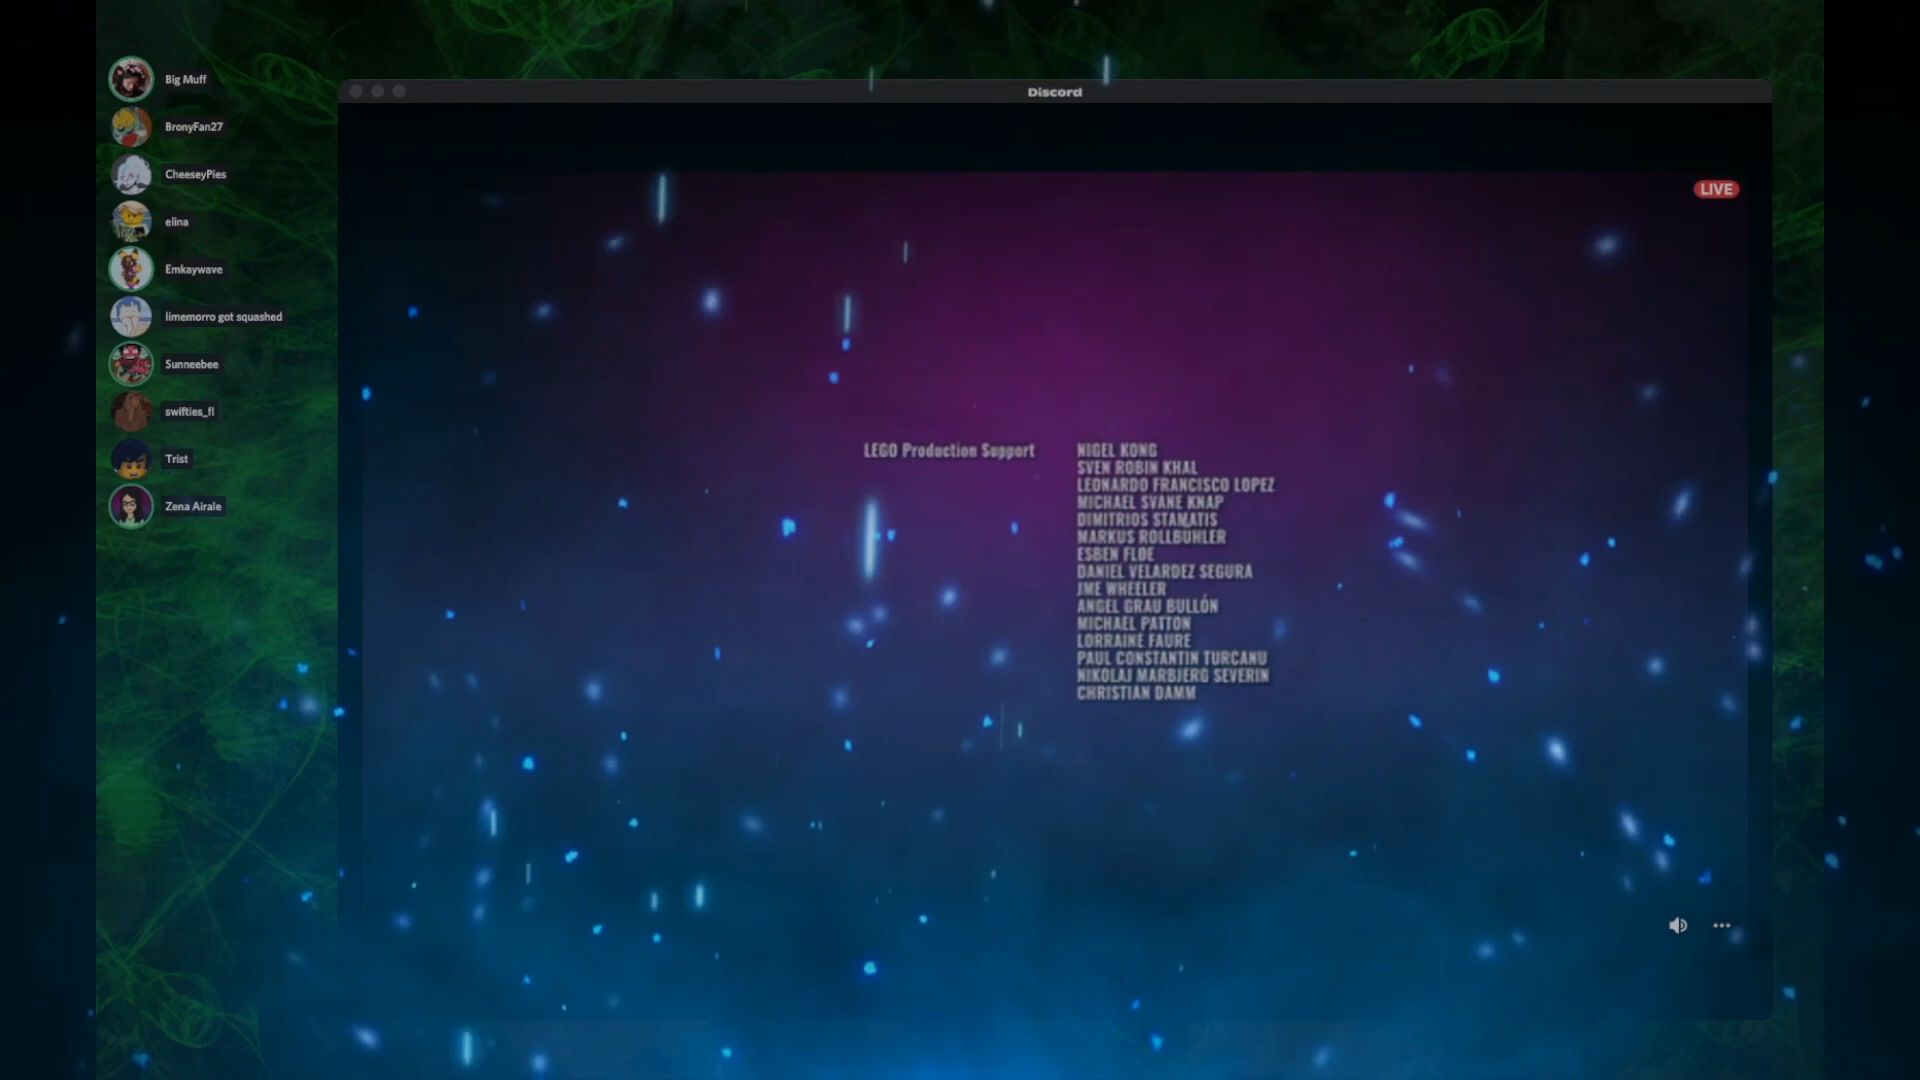 Big Muff
BronyFan27
CheeseyPies
elina
Emkaywave
limemorro got squashed
Sunneebee
swifties_fl
Trist
Zena Airale
Discord
LIVE
LEGO Production Support
NIGEL KONG
SVEN ROBIN KHAL
LEONARDO FRANCISCO LOPEZ
MICHAEL SVANE KNAP
DIMITRIOS STAMATIS
MARKUS ROLLBUHLER
ESBEN FLOE
DANIEL VELARDEZ SEGURA
JME WHEELER
ANGEL GRAU BULLÓN
MICHAEL PATTON
LORRAINE FAURE
PAUL CONSTANTIN TURCANU
NIKOLAJ MARBJERG SEVERIN
CHRISTIAN DAMM